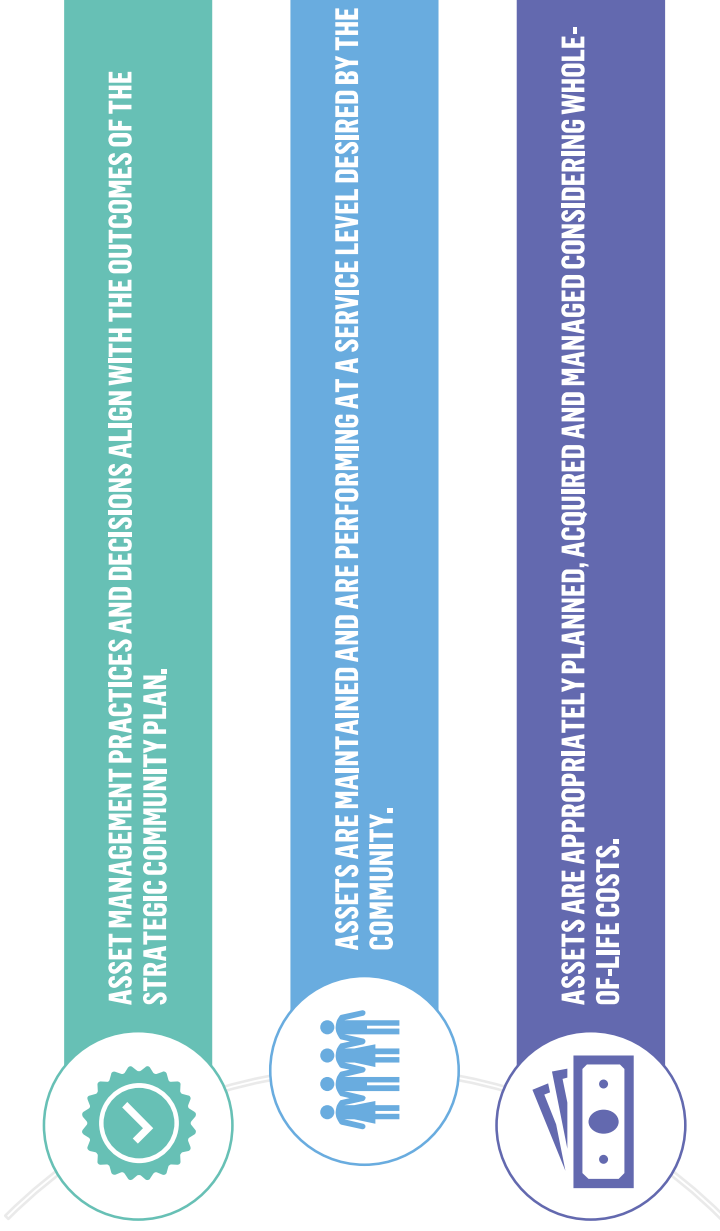 ASSET MANAGEMENT PRACTICES AND DECISIONS ALIGN WITH THE OUTCOMES OF THE
STRATEGIC COMMUNITY PLAN.
ASSETS ARE MAINTAINED AND ARE PERFORMING AT A SERVICE LEVEL DESIRED BY THE
COMMUNITY.
ASSETS ARE APPROPRIATELY PLANNED, ACQUIRED AND MANAGED CONSIDERING WHOLE-
OF-LIFE COSTS.